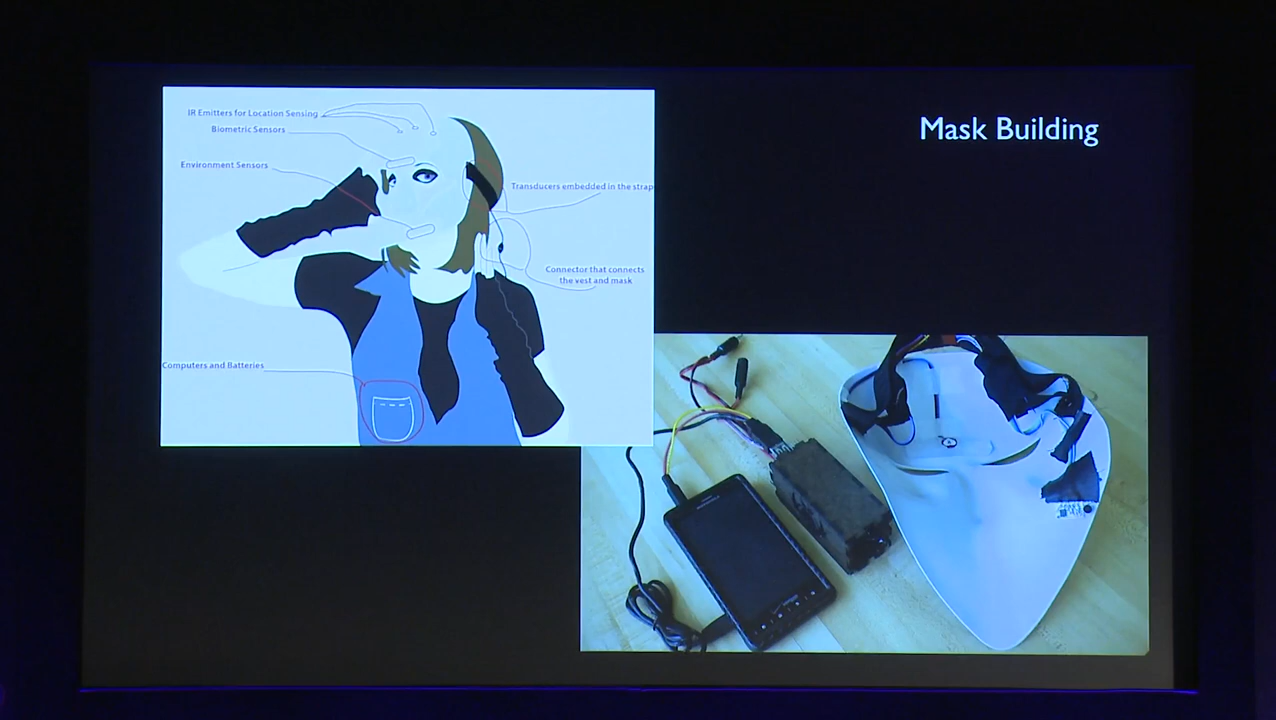 Mask Building
IR Emitters for Location Sensing
Biometric Sensors
Environment Sensors
Transducers embedded in the strap
Connector that connects
the vest and mask
Computers and Batteries